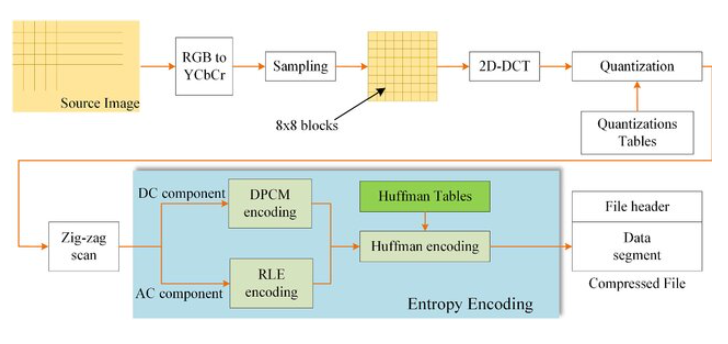 Source Image
RGB to
YCbCr
Sampling
8x8 blocks
2D-DCT
Quantization
Quantizations
Tables
Zig-zag
scan
DC component
DPCM
encoding
AC component
RLE
encoding
Huffman Tables
Huffman encoding
Entropy Encoding
File header
Data
segment
Compressed File